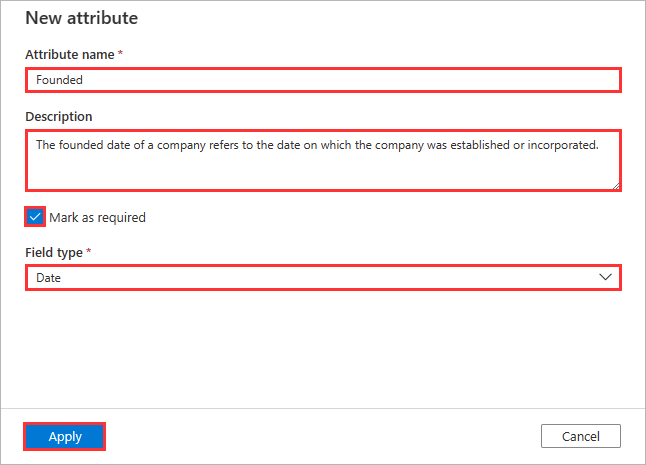 New attribute
Attribute name *
Founded
Description
The founded date of a company refers to the date on which the company was established or incorporated.
Mark as required
Field type *
Date
Apply
Cancel